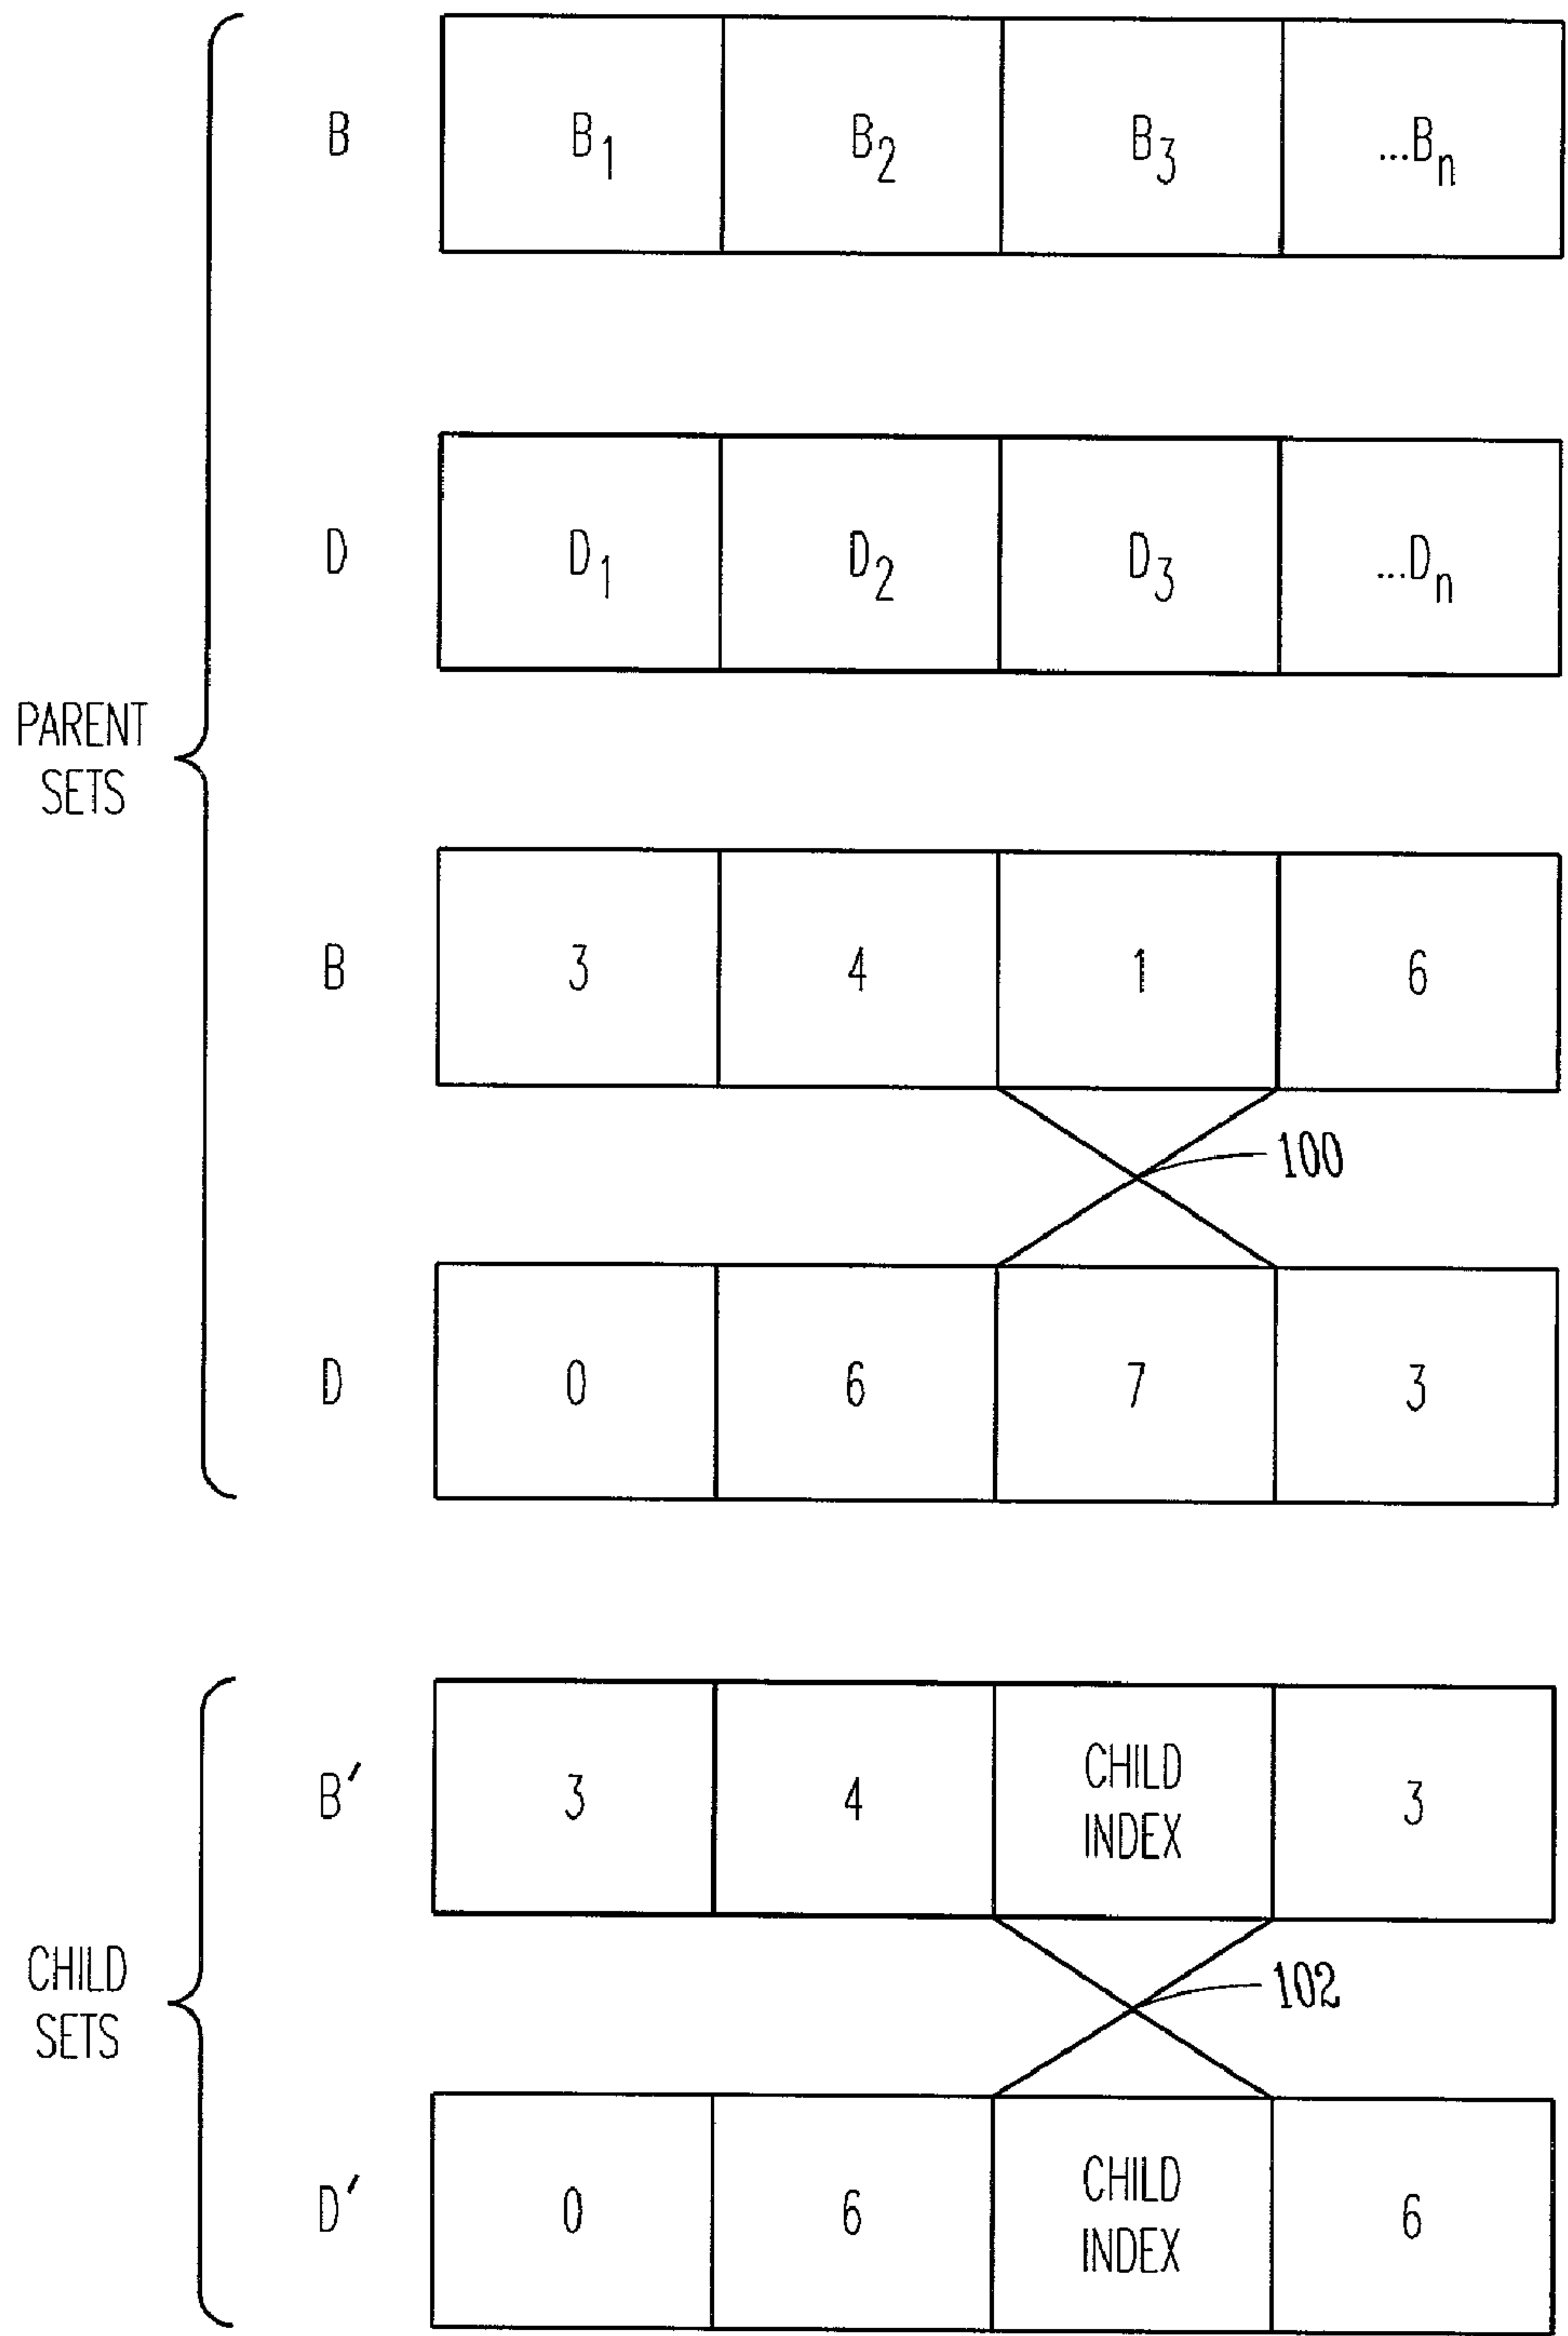 B B₁ B₂ B₃ ...Bₙ
D D₁ D₂ D₃ ...Dₙ
PARENT
SETS
B 3 4 1 6
100
D 0 6 7 3
B′ 3 4 CHILD INDEX 3
CHILD
SETS
102
D′ 0 6 CHILD INDEX 6